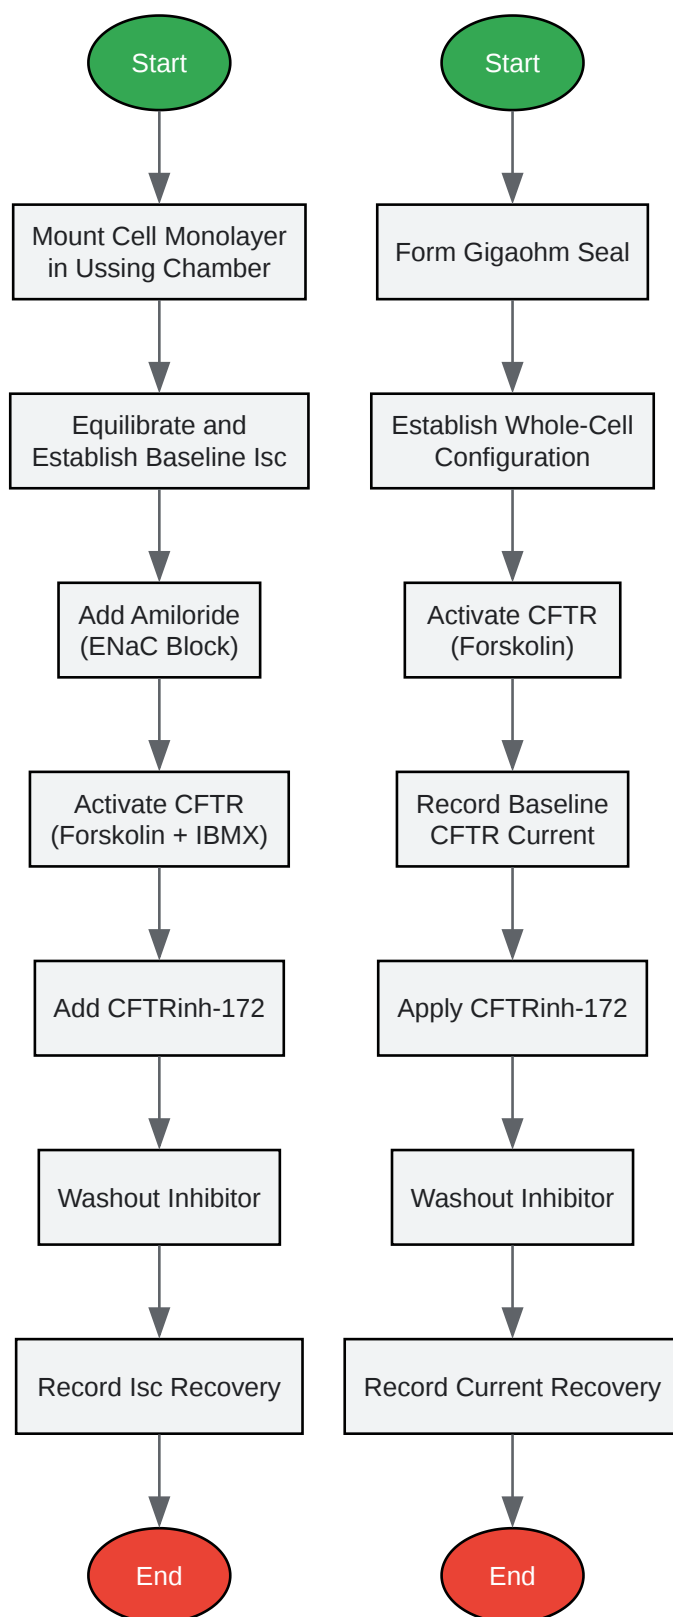 Start
Mount Cell Monolayer
in Ussing Chamber
Equilibrate and
Establish Baseline Isc
Add Amiloride
(ENaC Block)
Activate CFTR
(Forskolin + IBMX)
Add CFTRinh-172
Washout Inhibitor
Record Isc Recovery
End
Start
Form Gigaohm Seal
Establish Whole-Cell
Configuration
Activate CFTR
(Forskolin)
Record Baseline
CFTR Current
Apply CFTRinh-172
Washout Inhibitor
Record Current Recovery
End